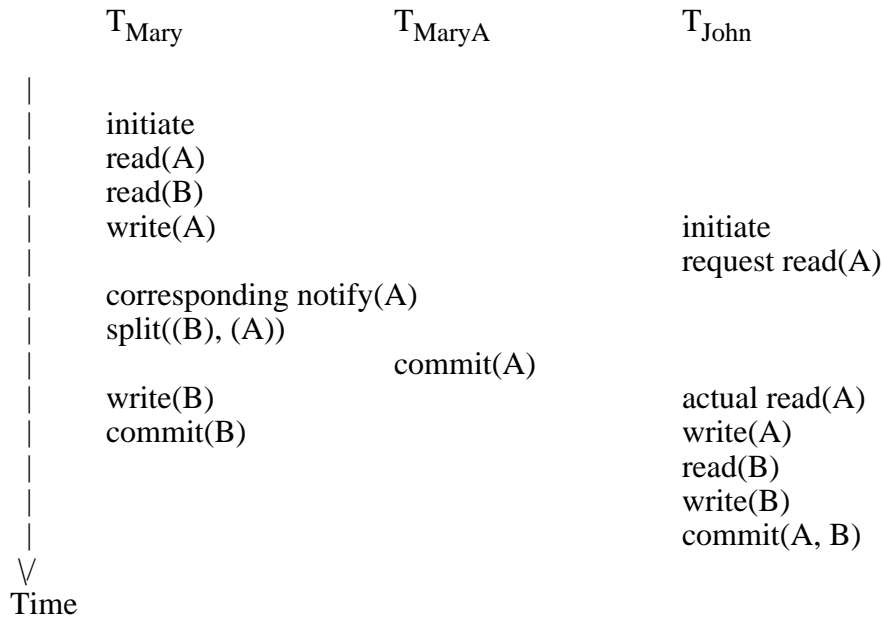 T_Mary T_MaryA T_John
initiate
read(A)
read(B)
write(A) initiate
request read(A)
corresponding notify(A)
split((B), (A))
commit(A)
write(B) actual read(A)
commit(B) write(A)
read(B)
write(B)
commit(A, B)
Time